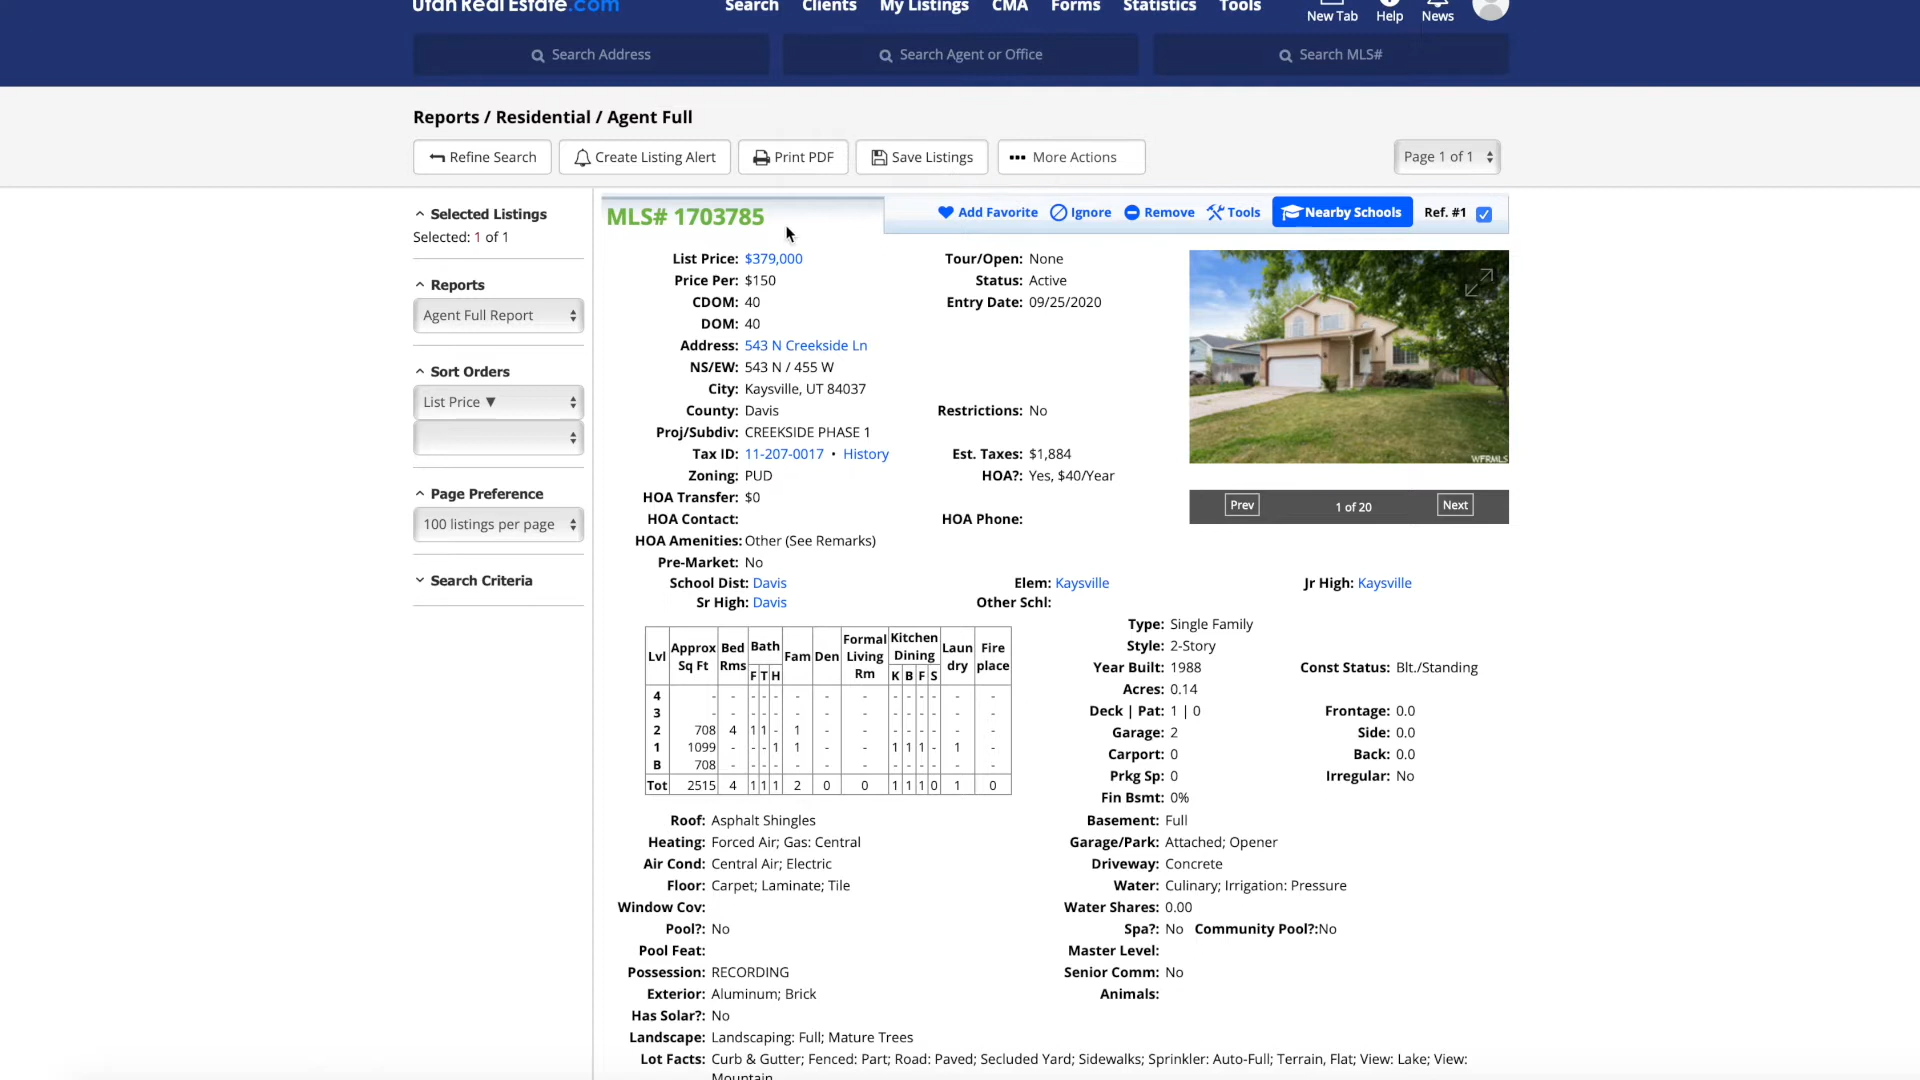 Utah Real Estate.com
Search Clients My Listings CMA Forms Statistics Tools New Tab Help News
Search Address Search Agent or Office Search MLS#
Reports / Residential / Agent Full
Refine Search Create Listing Alert Print PDF Save Listings More Actions Page 1 of 1
Selected Listings
Selected: 1 of 1
Reports
Agent Full Report
Sort Orders
List Price ▼
Page Preference
100 listings per page
Search Criteria
MLS# 1703785 Add Favorite Ignore Remove Tools Nearby Schools Ref. #1
List Price: $379,000 Tour/Open: None
Price Per: $150 Status: Active
CDOM: 40 Entry Date: 09/25/2020
DOM: 40
Address: 543 N Creekside Ln
NS/EW: 543 N / 455 W
City: Kaysville, UT 84037
County: Davis Restrictions: No
Proj/Subdiv: CREEKSIDE PHASE 1
Tax ID: 11-207-0017 • History Est. Taxes: $1,884
Zoning: PUD HOA?: Yes, $40/Year
HOA Transfer: $0
HOA Contact: HOA Phone:
HOA Amenities: Other (See Remarks)
Pre-Market: No
WFRMLS
Prev 1 of 20 Next
School Dist: Davis Elem: Kaysville Jr High: Kaysville
Sr High: Davis Other Schl:
Lvl Approx Sq Ft Bed Rms Bath F T H Fam Den Formal Living Rm Kitchen Dining K B F S Laun dry Fire place
4 - - - - - - - - - - - - - -
3 - - - - - - - - - - - - - -
2 708 4 1 1 - 1 - - - - - - - -
1 1099 - - - 1 1 - - 1 1 1 - 1 -
B 708 - - - - - - - - - - - - -
Tot 2515 4 1 1 1 2 0 0 1 1 1 0 1 0
Type: Single Family
Style: 2-Story
Year Built: 1988 Const Status: Blt./Standing
Acres: 0.14
Deck | Pat: 1 | 0 Frontage: 0.0
Garage: 2 Side: 0.0
Carport: 0 Back: 0.0
Prkg Sp: 0 Irregular: No
Fin Bsmt: 0%
Roof: Asphalt Shingles Basement: Full
Heating: Forced Air; Gas: Central Garage/Park: Attached; Opener
Air Cond: Central Air; Electric Driveway: Concrete
Floor: Carpet; Laminate; Tile Water: Culinary; Irrigation: Pressure
Window Cov: Water Shares: 0.00
Pool?: No Spa?: No Community Pool?:No
Pool Feat: Master Level:
Possession: RECORDING Senior Comm: No
Exterior: Aluminum; Brick Animals:
Has Solar?: No
Landscape: Landscaping: Full; Mature Trees
Lot Facts: Curb & Gutter; Fenced: Part; Road: Paved; Secluded Yard; Sidewalks; Sprinkler: Auto-Full; Terrain, Flat; View: Lake; View:
Mountain